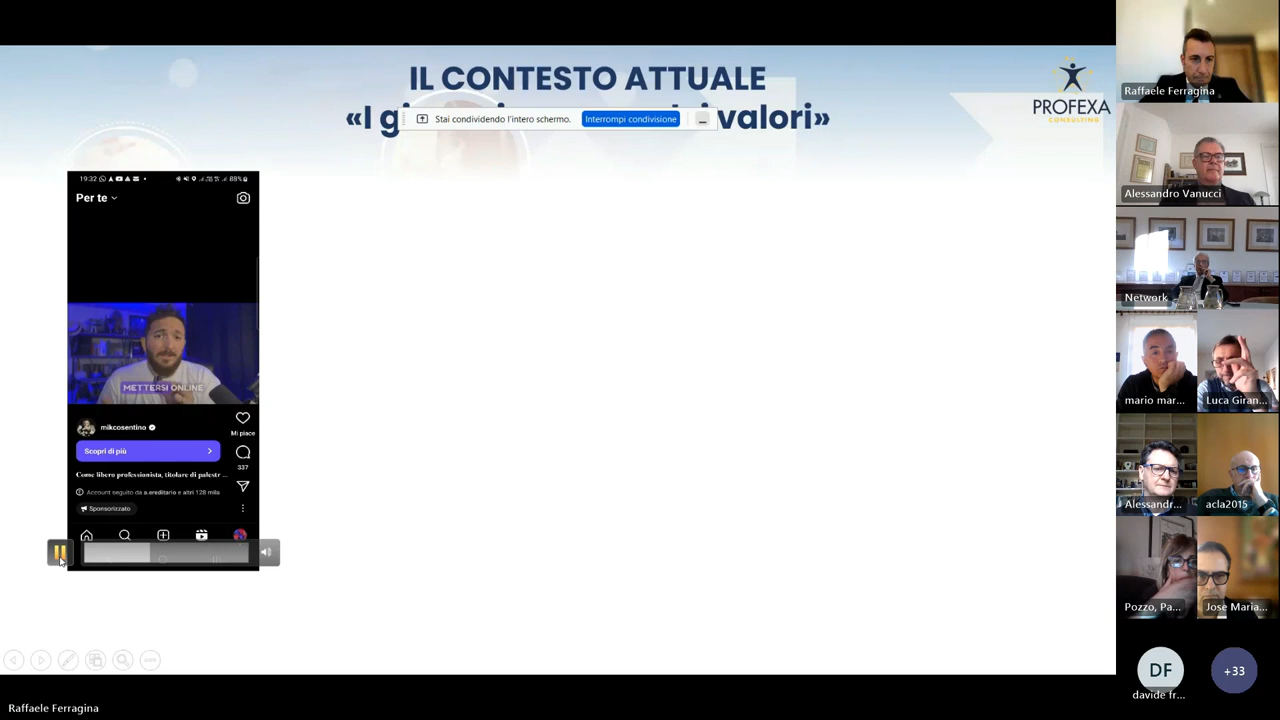 IL CONTESTO ATTUALE
«I g
valori»
Stai condividendo l'intero schermo.
Interrompi condivisione
PROFEXA
CONSULTING
19:32
88%
Per te
METTERSI ONLINE
mikcosentino
Mi piace
Scopri di più
337
Come libero professionista, titolare di palestr ...
Account seguito da a.ereditario e altri 128 mila
Sponsorizzato
Raffaele Ferragina
Alessandro Vanucci
Network
mario mar...
Luca Giran...
Alessandr...
acla2015
Pozzo, Pa...
Jose Maria...
DF
davide fr...
+33
Raffaele Ferragina